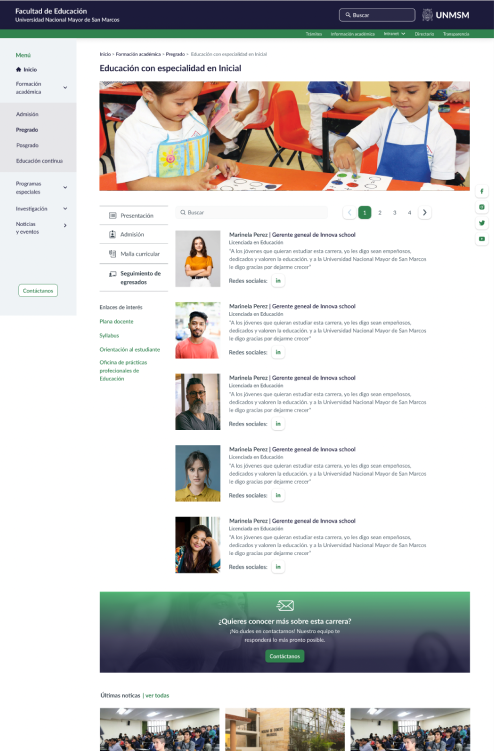 Facultad de Educación
Universidad Nacional Mayor de San Marcos
Buscar
UNMSM
Trámites Información académica Intranet Directorio Transparencia
Menú
Inicio
Formación
académica
Admisión
Pregrado
Posgrado
Educación continua
Programas
especiales
Investigación
Noticias
y eventos
Contáctanos
Inicio > Formación académica > Pregrado > Educación con especialidad en Inicial
Educación con especialidad en Inicial
Presentación
Admisión
Malla curricular
Seguimiento de
egresados
Enlaces de interés
Plana docente
Syllabus
Orientación al estudiante
Oficina de prácticas
profecionales de
Educación
Buscar
1 2 3 4
Marinela Perez | Gerente geneal de Innova school
Licenciada en Educación
"A los jóvenes que quieran estudiar esta carrera, yo les digo sean empeñosos,
dedicados y valoren la educación, y a la Universidad Nacional Mayor de San Marcos
le digo gracias por dejarme crecer"
Redes sociales: in
Marinela Perez | Gerente geneal de Innova school
Licenciada en Educación
"A los jóvenes que quieran estudiar esta carrera, yo les digo sean empeñosos,
dedicados y valoren la educación, y a la Universidad Nacional Mayor de San Marcos
le digo gracias por dejarme crecer"
Redes sociales: in
Marinela Perez | Gerente geneal de Innova school
Licenciada en Educación
"A los jóvenes que quieran estudiar esta carrera, yo les digo sean empeñosos,
dedicados y valoren la educación, y a la Universidad Nacional Mayor de San Marcos
le digo gracias por dejarme crecer"
Redes sociales: in
Marinela Perez | Gerente geneal de Innova school
Licenciada en Educación
"A los jóvenes que quieran estudiar esta carrera, yo les digo sean empeñosos,
dedicados y valoren la educación, y a la Universidad Nacional Mayor de San Marcos
le digo gracias por dejarme crecer"
Redes sociales: in
Marinela Perez | Gerente geneal de Innova school
Licenciada en Educación
"A los jóvenes que quieran estudiar esta carrera, yo les digo sean empeñosos,
dedicados y valoren la educación, y a la Universidad Nacional Mayor de San Marcos
le digo gracias por dejarme crecer"
Redes sociales: in
¿Quieres conocer más sobre esta carrera?
¡No dudes en contactarnos! Nuestro equipo te
responderá lo más pronto posible.
Contáctanos
Últimas noticas | ver todas